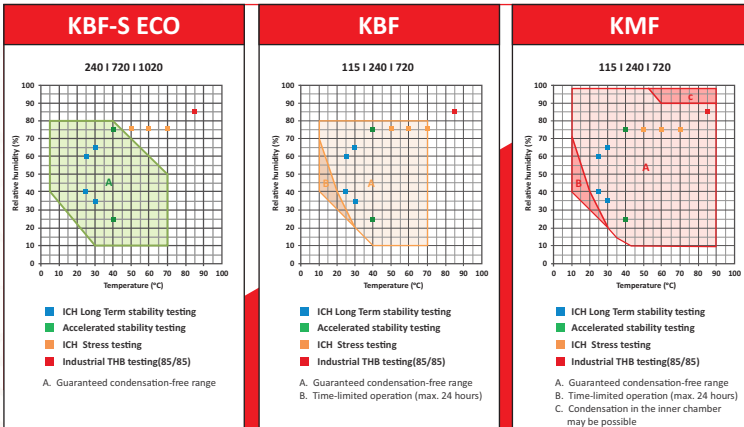 KBF-S ECO
240 I 720 I 1020
Relative humidity (%)
100
90
80
70
60
50
40
30
20
10
0
A
0 10 20 30 40 50 60 70 80 90 100
Temperature (°C)
ICH Long Term stability testing
Accelerated stability testing
ICH Stress testing
Industrial THB testing(85/85)
A. Guaranteed condensation-free range
KBF
115 I 240 I 720
Relative humidity (%)
100
90
80
70
60
50
40
30
20
10
0
B
A
0 10 20 30 40 50 60 70 80 90 100
Temperature (°C)
ICH Long Term stability testing
Accelerated stability testing
ICH Stress testing
Industrial THB testing(85/85)
A. Guaranteed condensation-free range
B. Time-limited operation (max. 24 hours)
KMF
115 I 240 I 720
Relative humidity (%)
100
90
80
70
60
50
40
30
20
10
0
c
A
B
0 10 20 30 40 50 60 70 80 90 100
Temperature (°C)
ICH Long Term stability testing
Accelerated stability testing
ICH Stress testing
Industrial THB testing(85/85)
A. Guaranteed condensation-free range
B. Time-limited operation (max. 24 hours)
C. Condensation in the inner chamber
may be possible